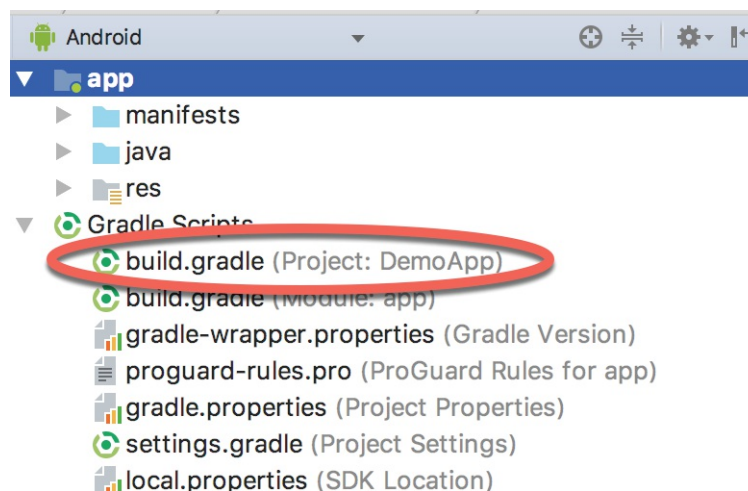 Android
app
manifests
java
res
Gradle Scripts
build.gradle (Project: DemoApp)
build.gradle (Module: app)
gradle-wrapper.properties (Gradle Version)
proguard-rules.pro (ProGuard Rules for app)
gradle.properties (Project Properties)
settings.gradle (Project Settings)
local.properties (SDK Location)